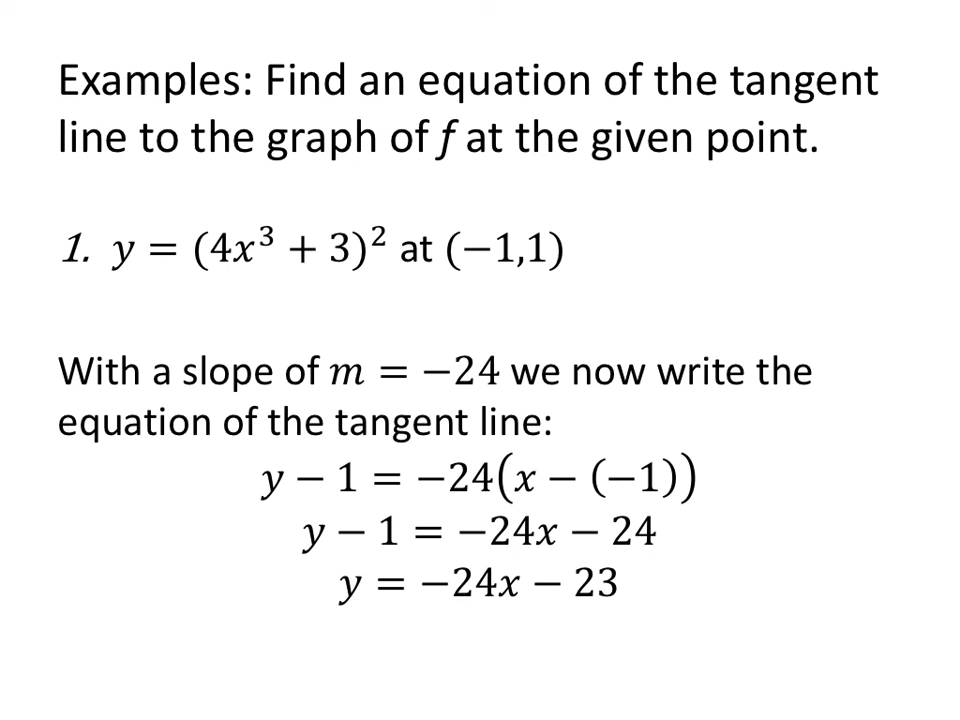 Examples: Find an equation of the tangent
line to the graph of f at the given point.
1. y = (4x³ + 3)² at (−1,1)
With a slope of m = −24 we now write the
equation of the tangent line:
y − 1 = −24(x − (−1))
y − 1 = −24x − 24
y = −24x − 23